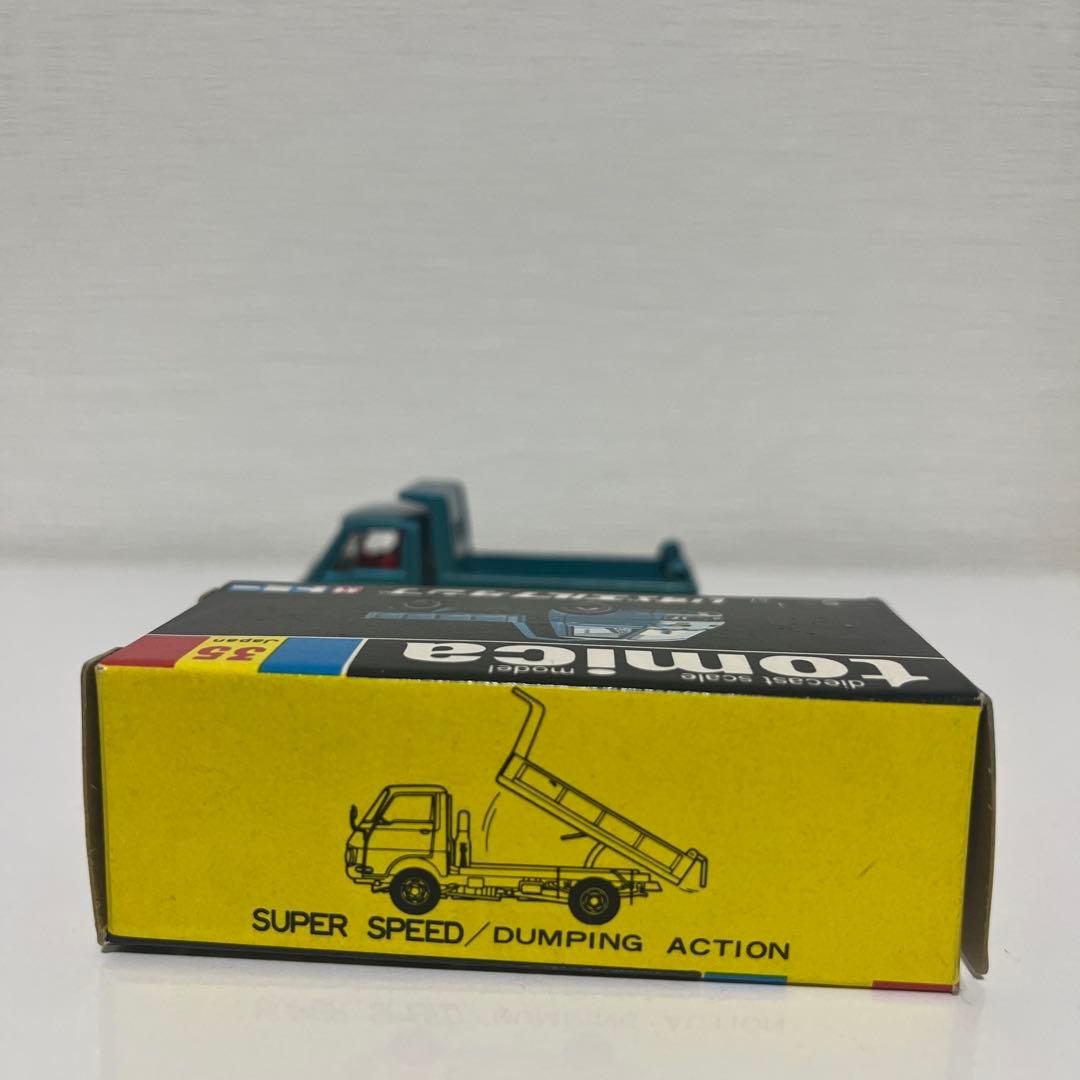 tomica
diecast scale model
35
Japan
SUPER SPEED/DUMPING ACTION